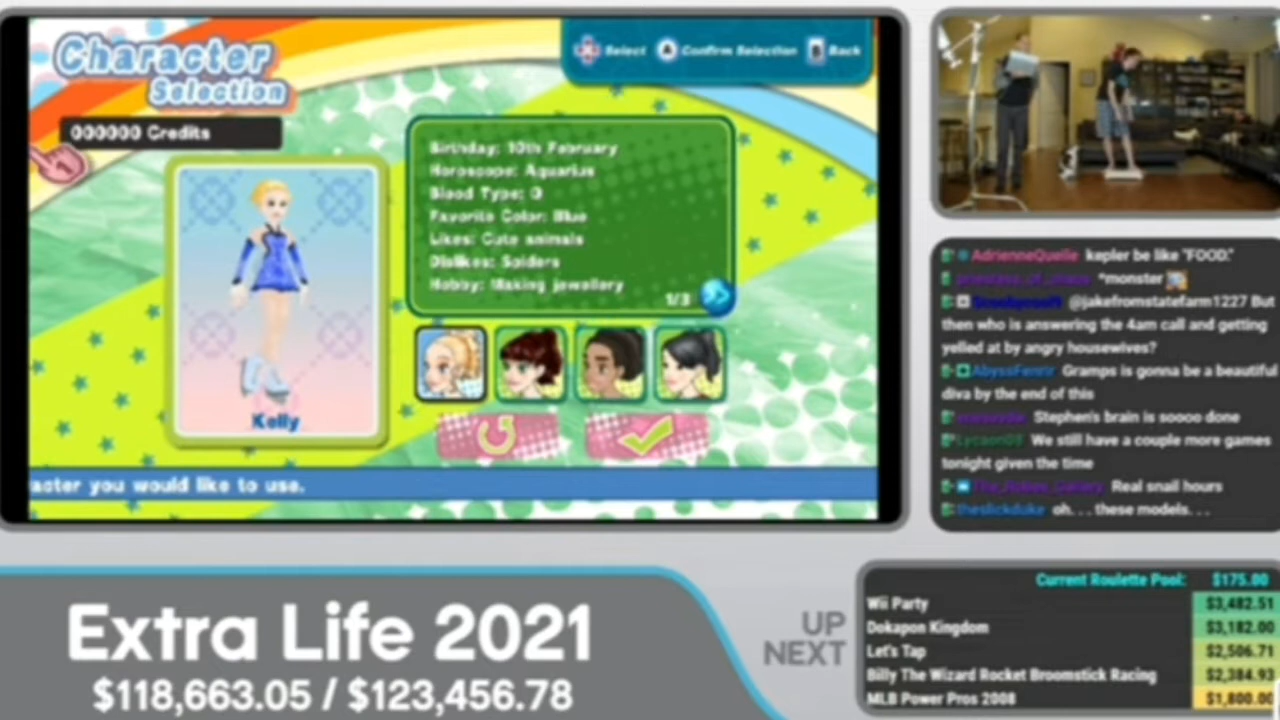 Character
Selection
Select
Confirm Selection
Back
000000 Credits
Birthday: 10th February
Horoscope: Aquarius
Blood Type: O
Favorite Color: Blue
Likes: Cute animals
Dislikes: Spiders
Hobby: Making jewellery
1/3
Kelly
acter you would like to use.
AdrienneQuelle kepler be like "FOOD."
*monster
@jakefromstatefarm1227 But
then who is answering the 4am call and getting
yelled at by angry housewives?
AbyssFenrir Gramps is gonna be a beautiful
diva by the end of this
Stephen's brain is soooo done
We still have a couple more games
tonight given the time
Real snail hours
theslickduke oh. . . these models. . .
Extra Life 2021
$118,663.05 / $123,456.78
UP
NEXT
Current Roulette Pool: $175.00
Wii Party $3,482.51
Dokapon Kingdom $3,182.00
Let's Tap $2,506.71
Billy The Wizard Rocket Broomstick Racing $2,384.93
MLB Power Pros 2008 $1,800.00